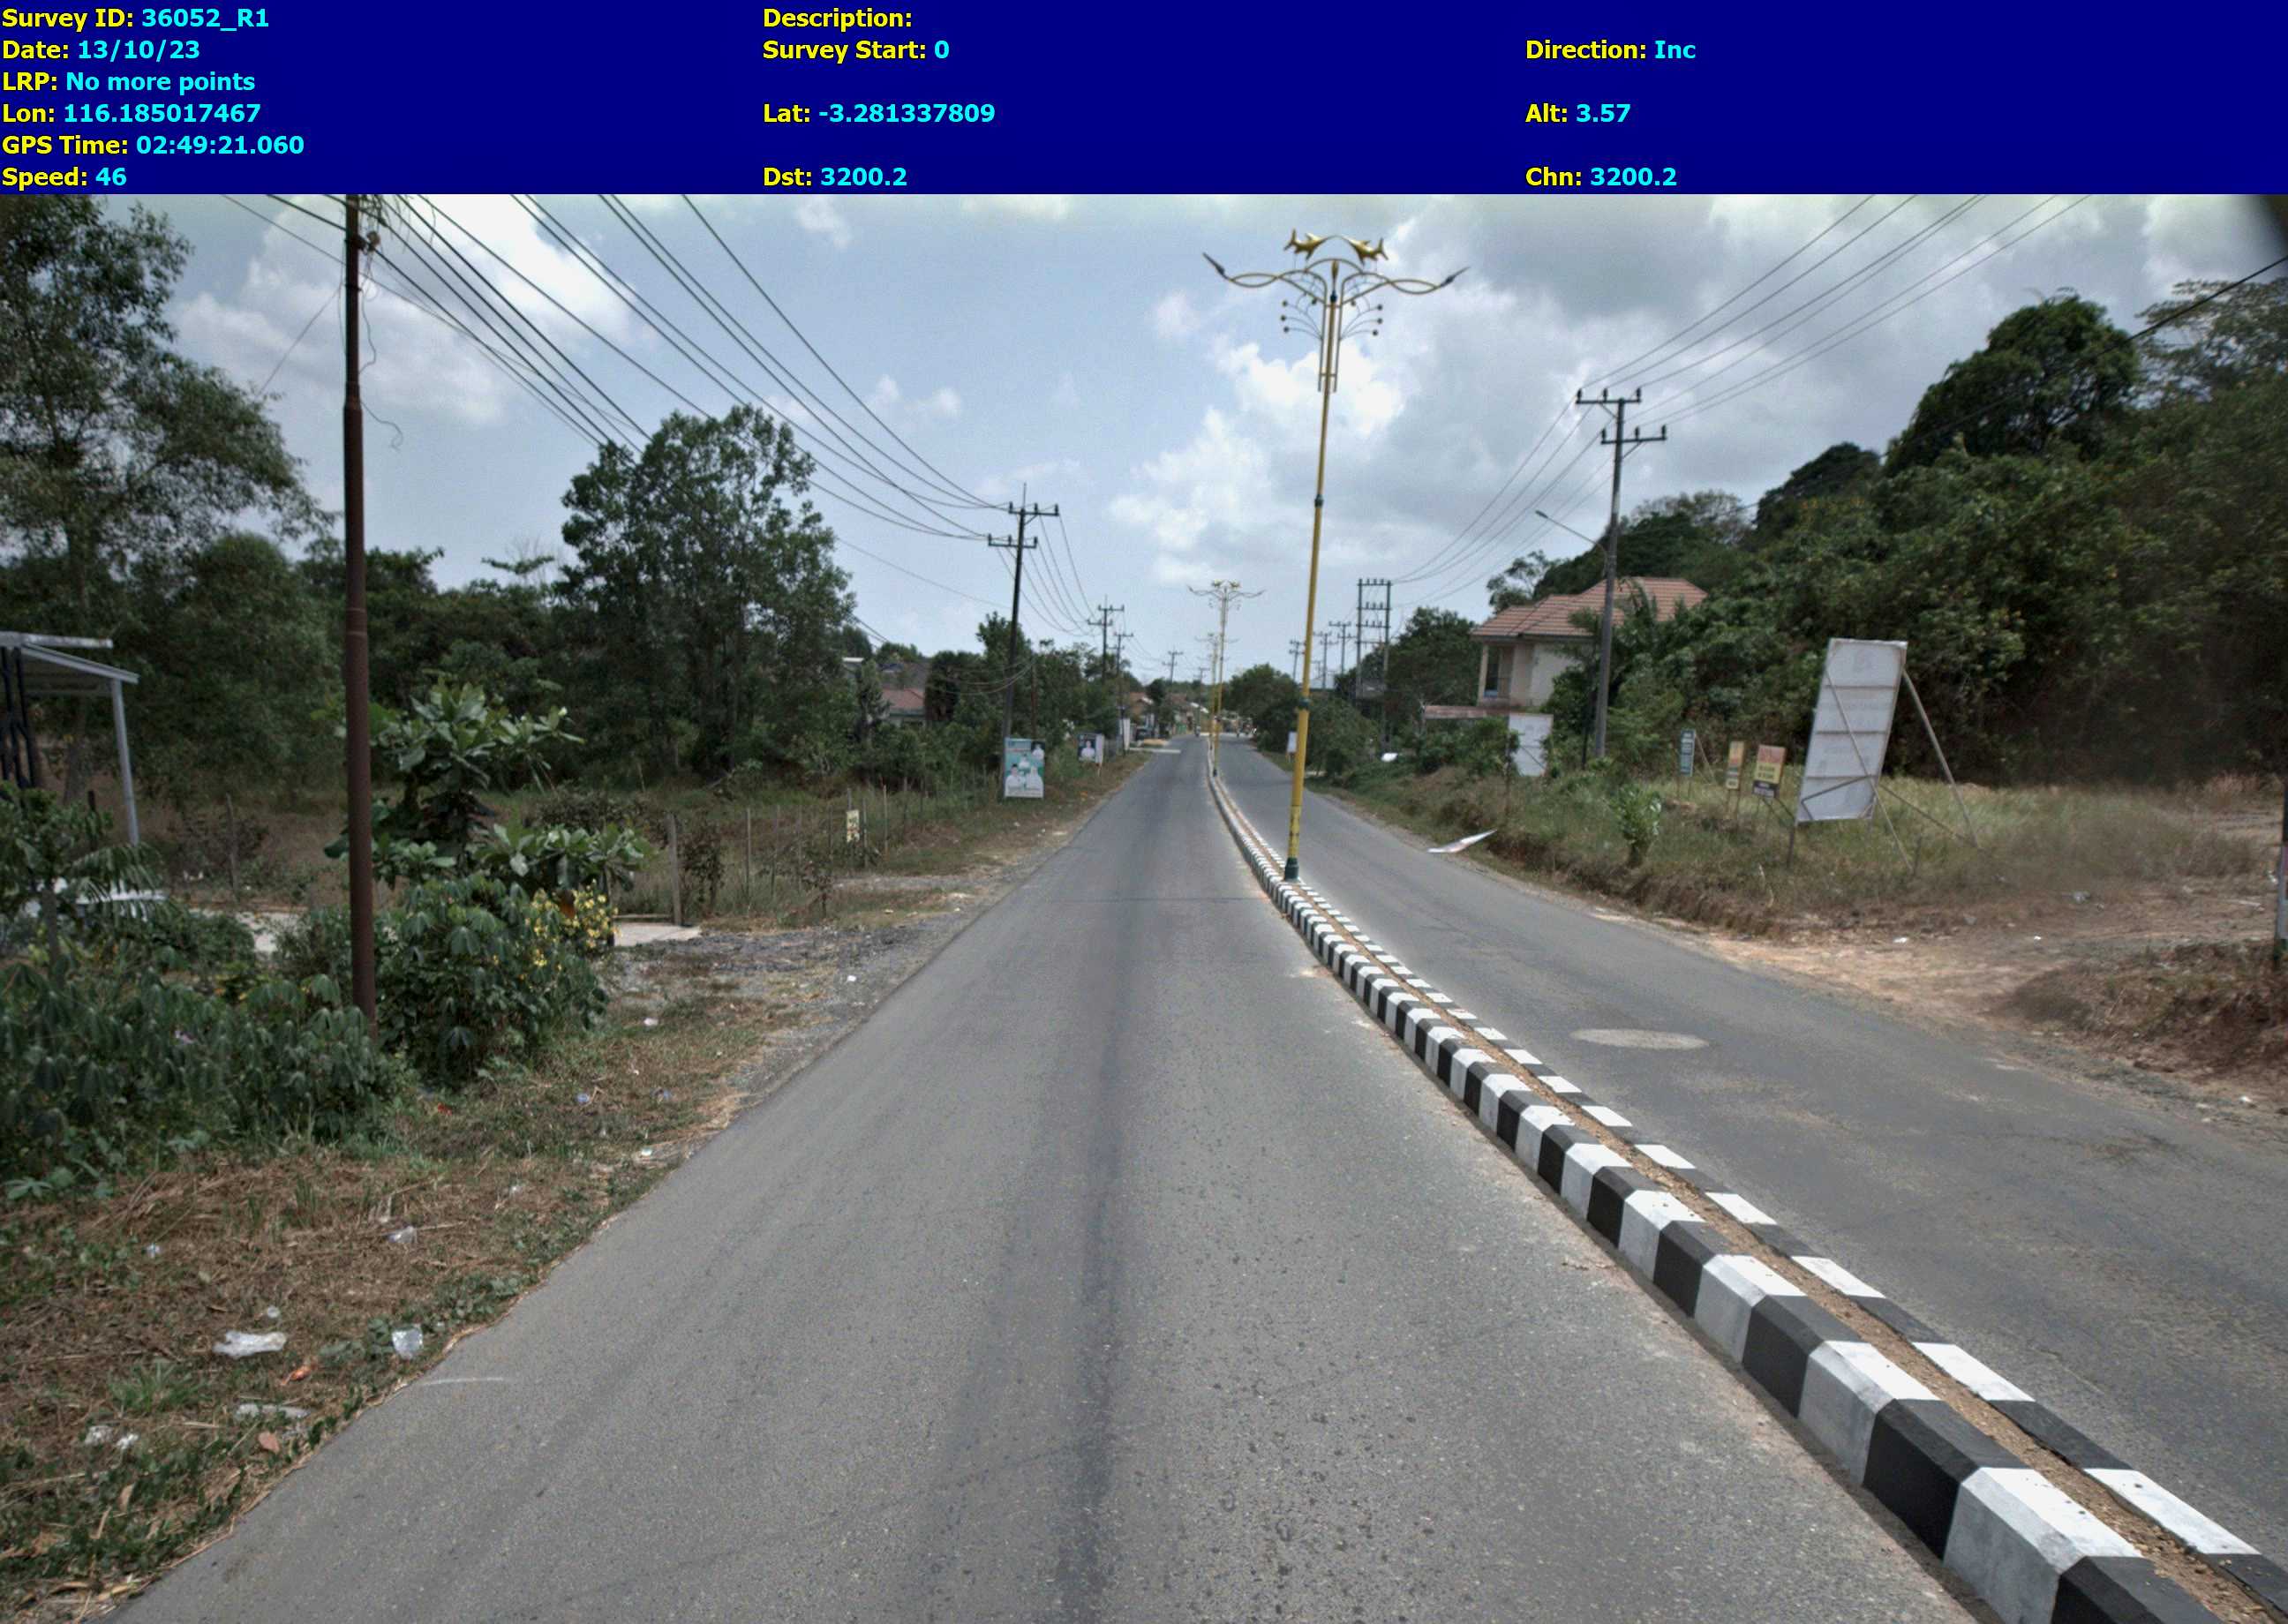 Survey ID: 36052_R1
Description:
Date: 13/10/23
Survey Start: 0
Direction: Inc
LRP: No more points
Lon: 116.185017467
Lat: -3.281337809
Alt: 3.57
GPS Time: 02:49:21.060
Speed: 46
Dst: 3200.2
Chn: 3200.2